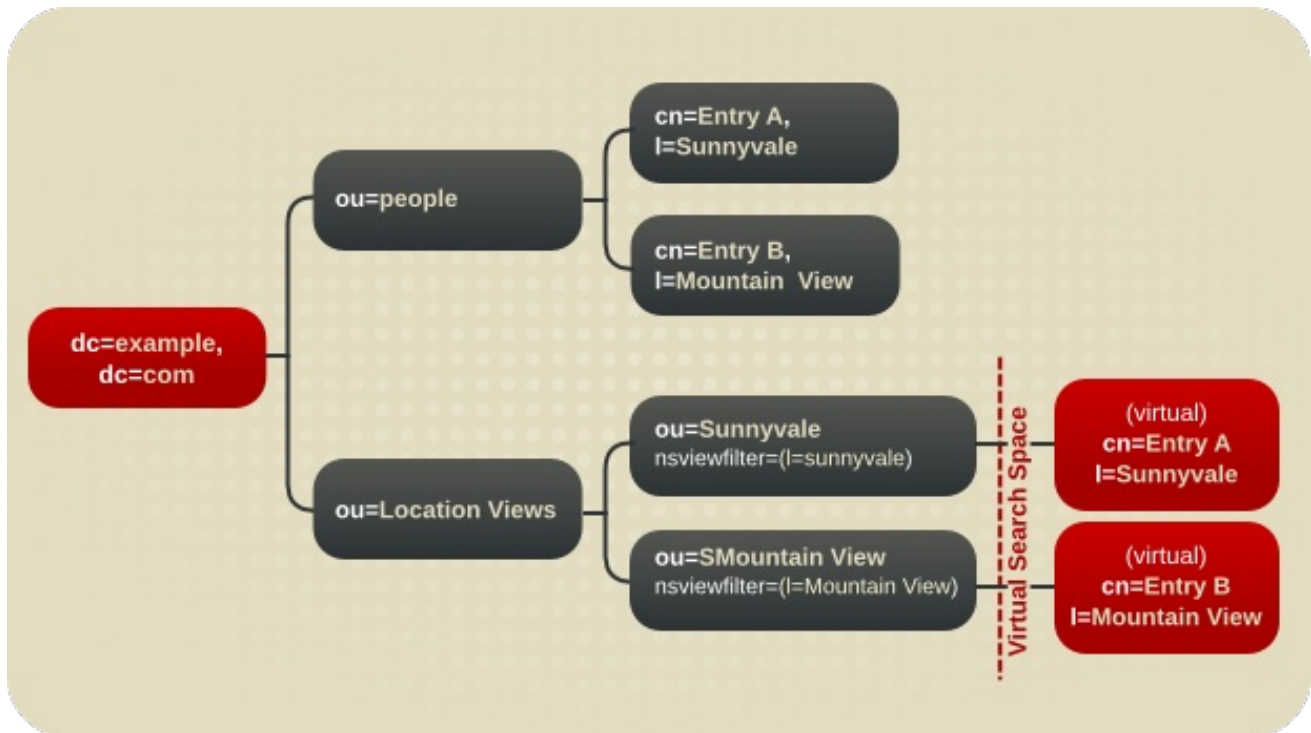 cn=Entry A,
l=Sunnyvale
ou=people
cn=Entry B,
l=Mountain  View
dc=example,
dc=com
ou=Sunnyvale
nsviewfilter=(l=sunnyvale)
ou=Location Views
ou=SMountain View
nsviewfilter=(l=Mountain View)
Virtual Search Space
(virtual)
cn=Entry A
l=Sunnyvale
(virtual)
cn=Entry B
l=Mountain View